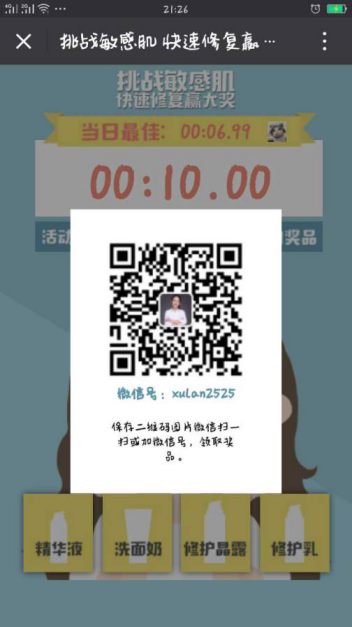 21:26
挑战敏感肌 快速修复赢…
挑战敏感肌
快速修复赢大奖
当日最佳：00:06.99
00:10.00
活动
奖品
微信号：xulan2525
保存二维码图片微信扫一
扫或加微信号，领取奖
品。
精华液
洗面奶
修护晶露
修护乳